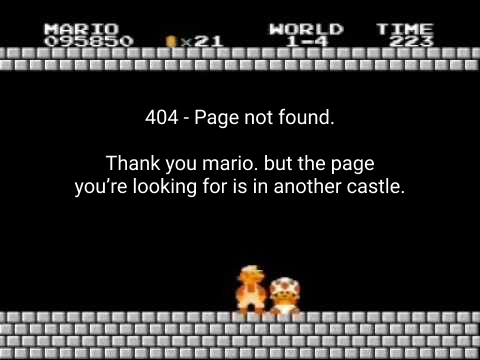 MARIO WORLD TIME
095850 ×21 1-4 223
404 - Page not found.
Thank you mario. but the page
you're looking for is in another castle.